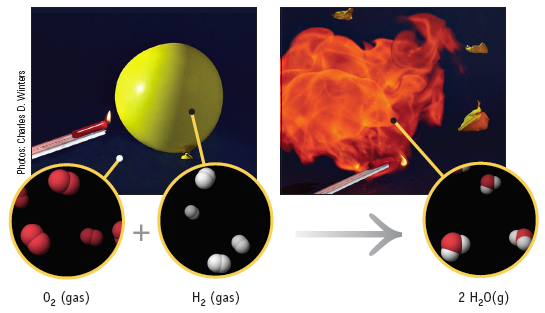 Photos: Charles D. Winters
+
O₂ (gas)
H₂ (gas)
2 H₂O(g)